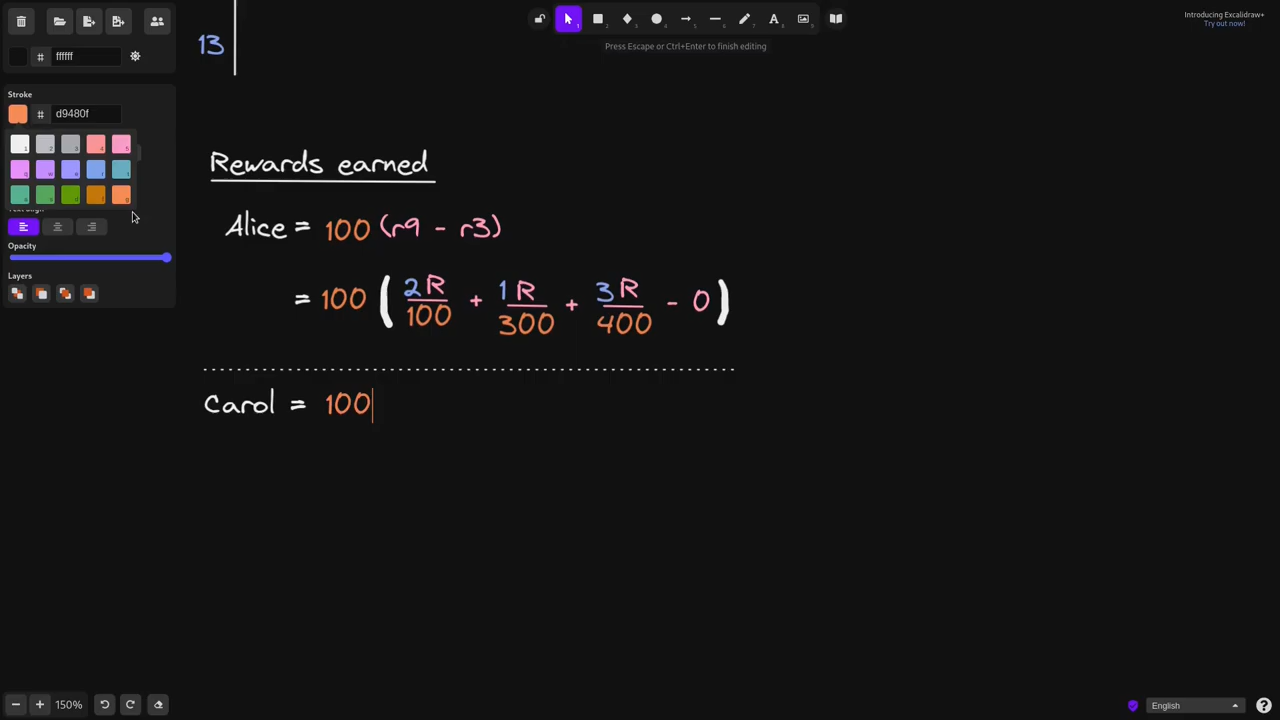 Introducing Excalidraw+
Try out now!
Press Escape or Ctrl+Enter to finish editing
# ffffff
Stroke
# d9480f
Opacity
Layers
13
Rewards earned
Alice = 100 (r9 - r3)
= 100 ( 2R/100 + 1R/300 + 3R/400 - 0 )
Carol = 100
150%
English